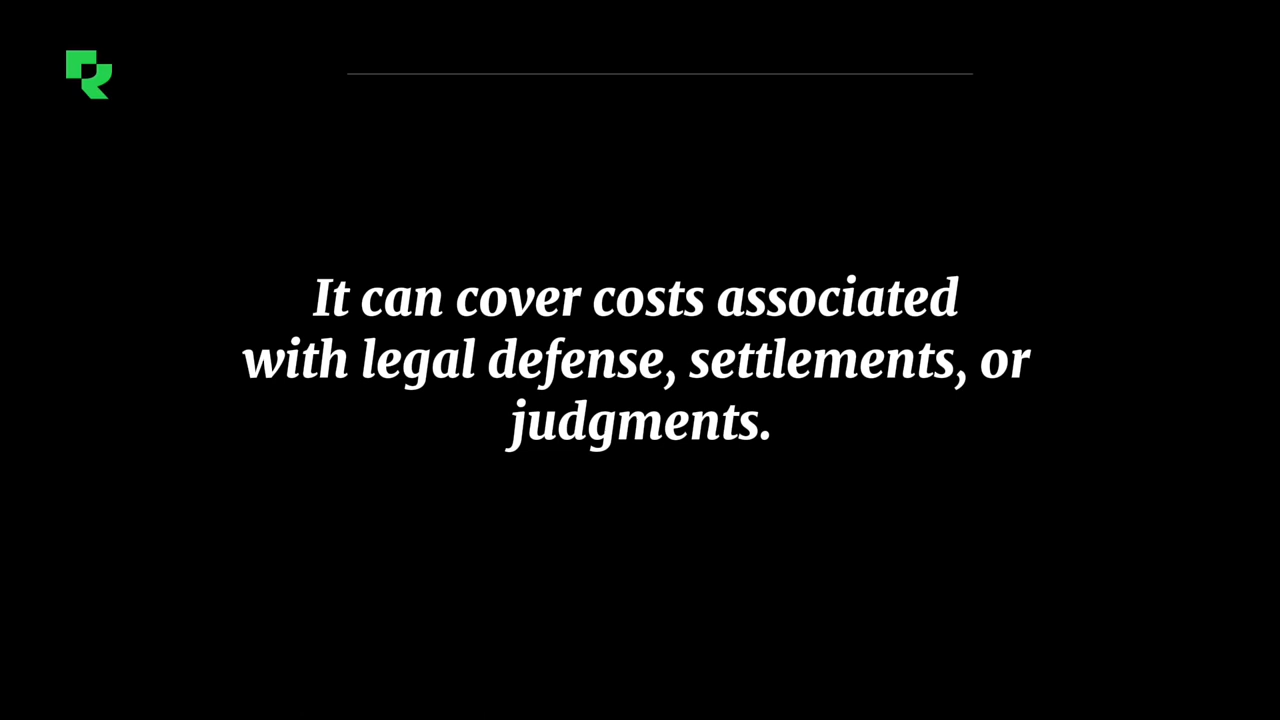 It can cover costs associated
with legal defense, settlements, or
judgments.